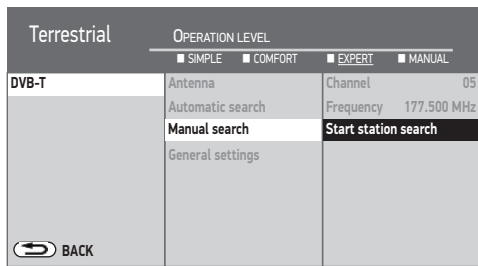 Terrestrial
OPERATION LEVEL
SIMPLE COMFORT EXPERT MANUAL
DVB-T Antenna Channel 05
Automatic search Frequency 177.500 MHz
Manual search Start station search
General settings
BACK